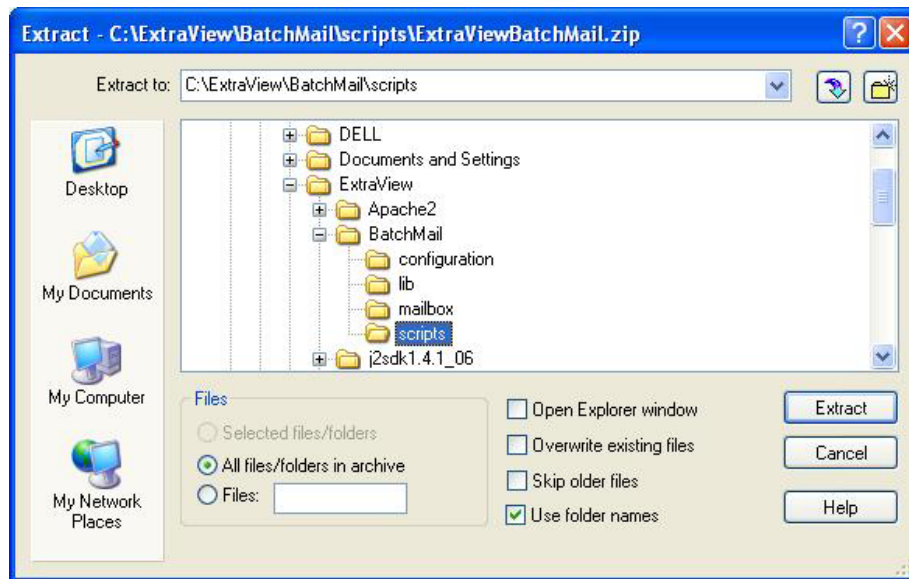 Extract - C:\ExtraView\BatchMail\scripts\ExtraViewBatchMail.zip
Extract to: C:\ExtraView\BatchMail\scripts
Desktop
My Documents
My Computer
My Network
Places
DELL
Documents and Settings
ExtraView
Apache2
BatchMail
configuration
lib
mailbox
scripts
j2sdk1.4.1_06
Files
Selected files/folders
All files/folders in archive
Files:
Open Explorer window
Overwrite existing files
Skip older files
Use folder names
Extract
Cancel
Help